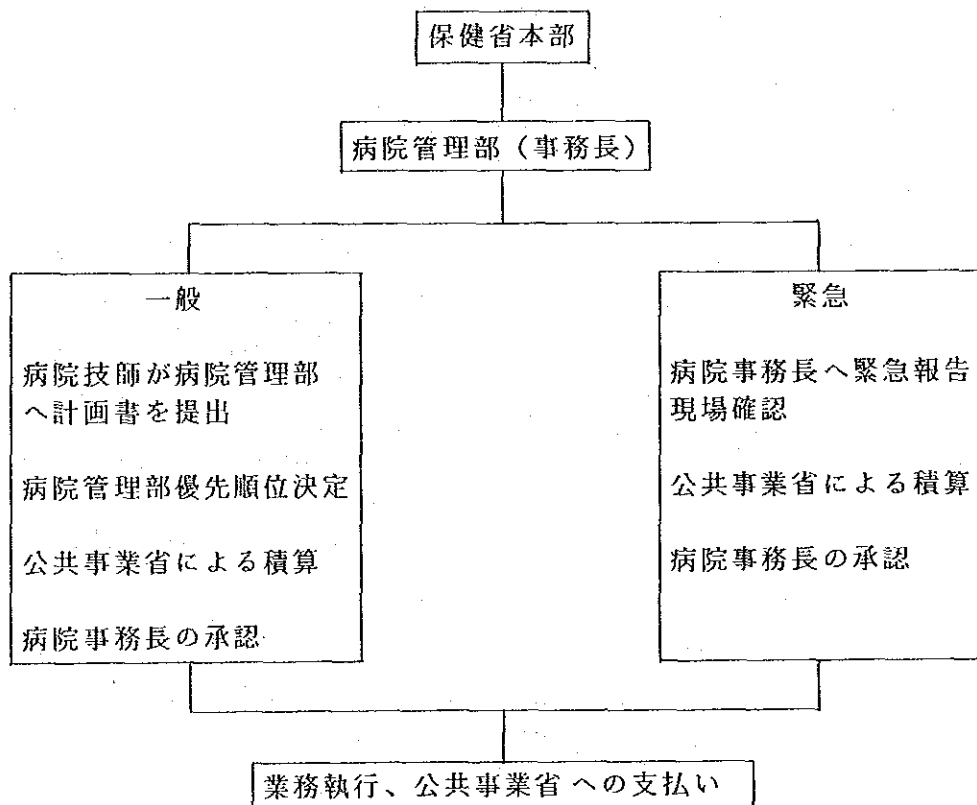 保健省本部
病院管理部（事務長）
一般
病院技師が病院管理部
へ計画書を提出
病院管理部優先順位決定
公共事業省による積算
病院事務長の承認
緊急
病院事務長へ緊急報告
現場確認
公共事業省による積算
病院事務長の承認
業務執行、公共事業省への支払い